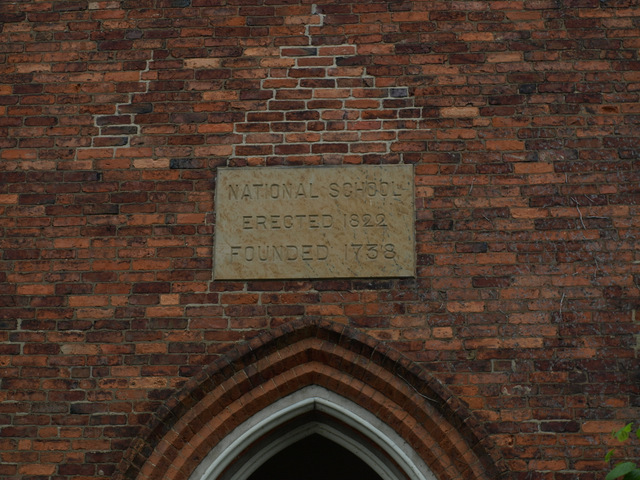 NATIONAL SCHOOL
ERECTED 1822
FOUNDED 1738